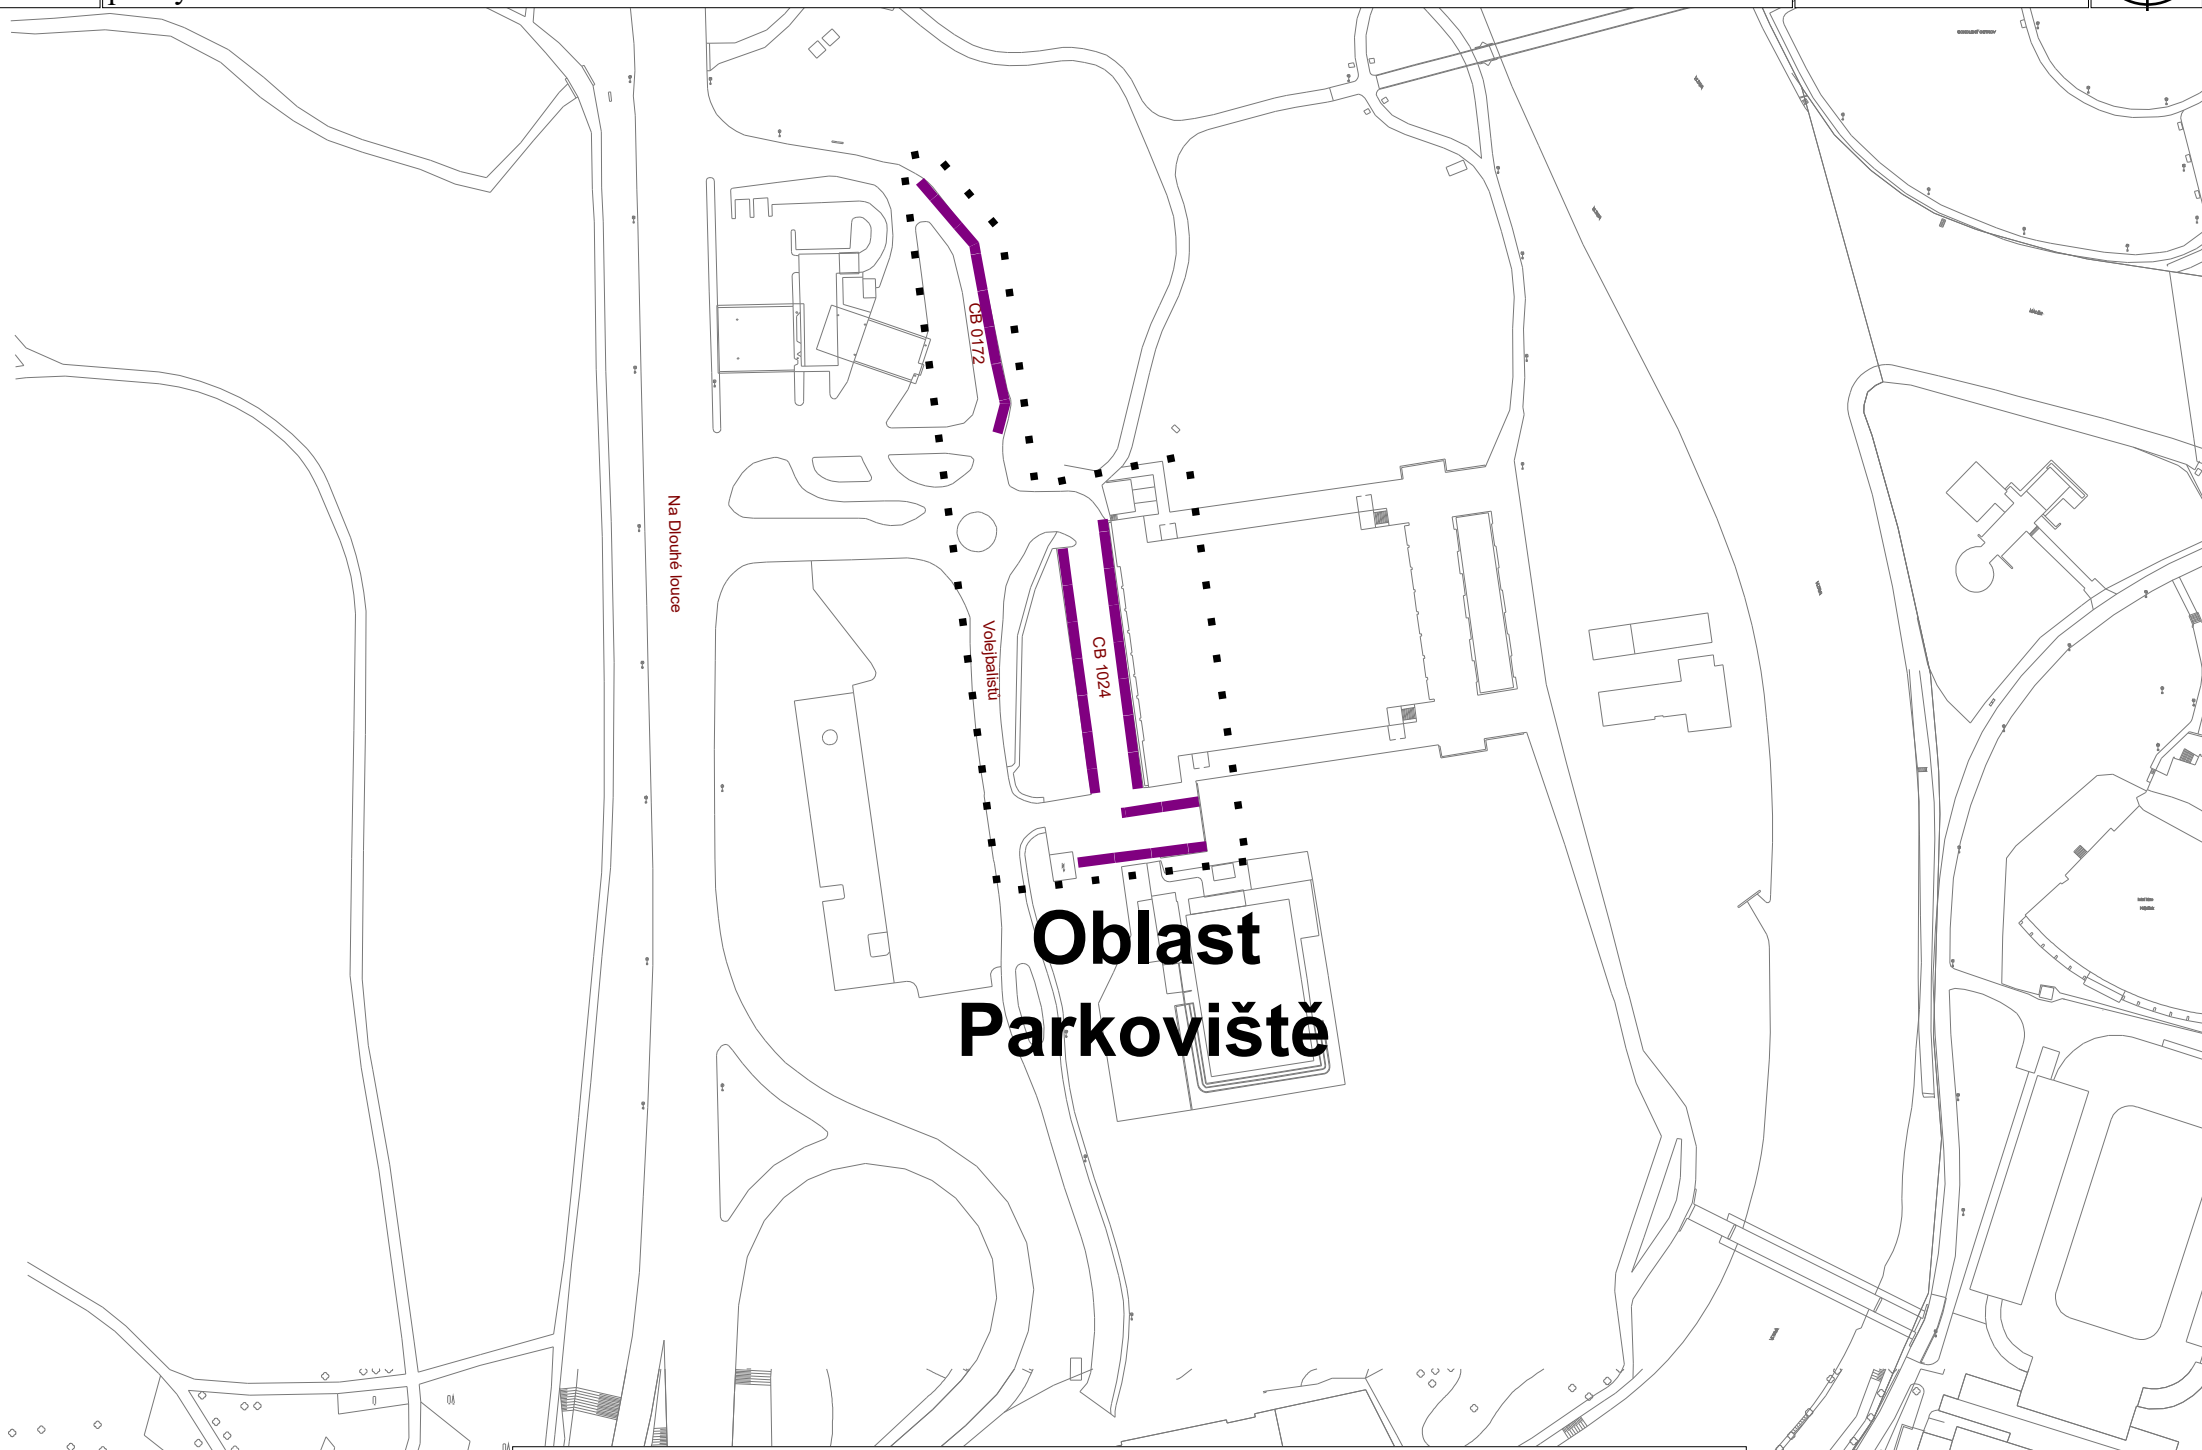 CB 0172
Na Dlouhé louce
Volejbalistů
CB 1024
Oblast
Parkoviště